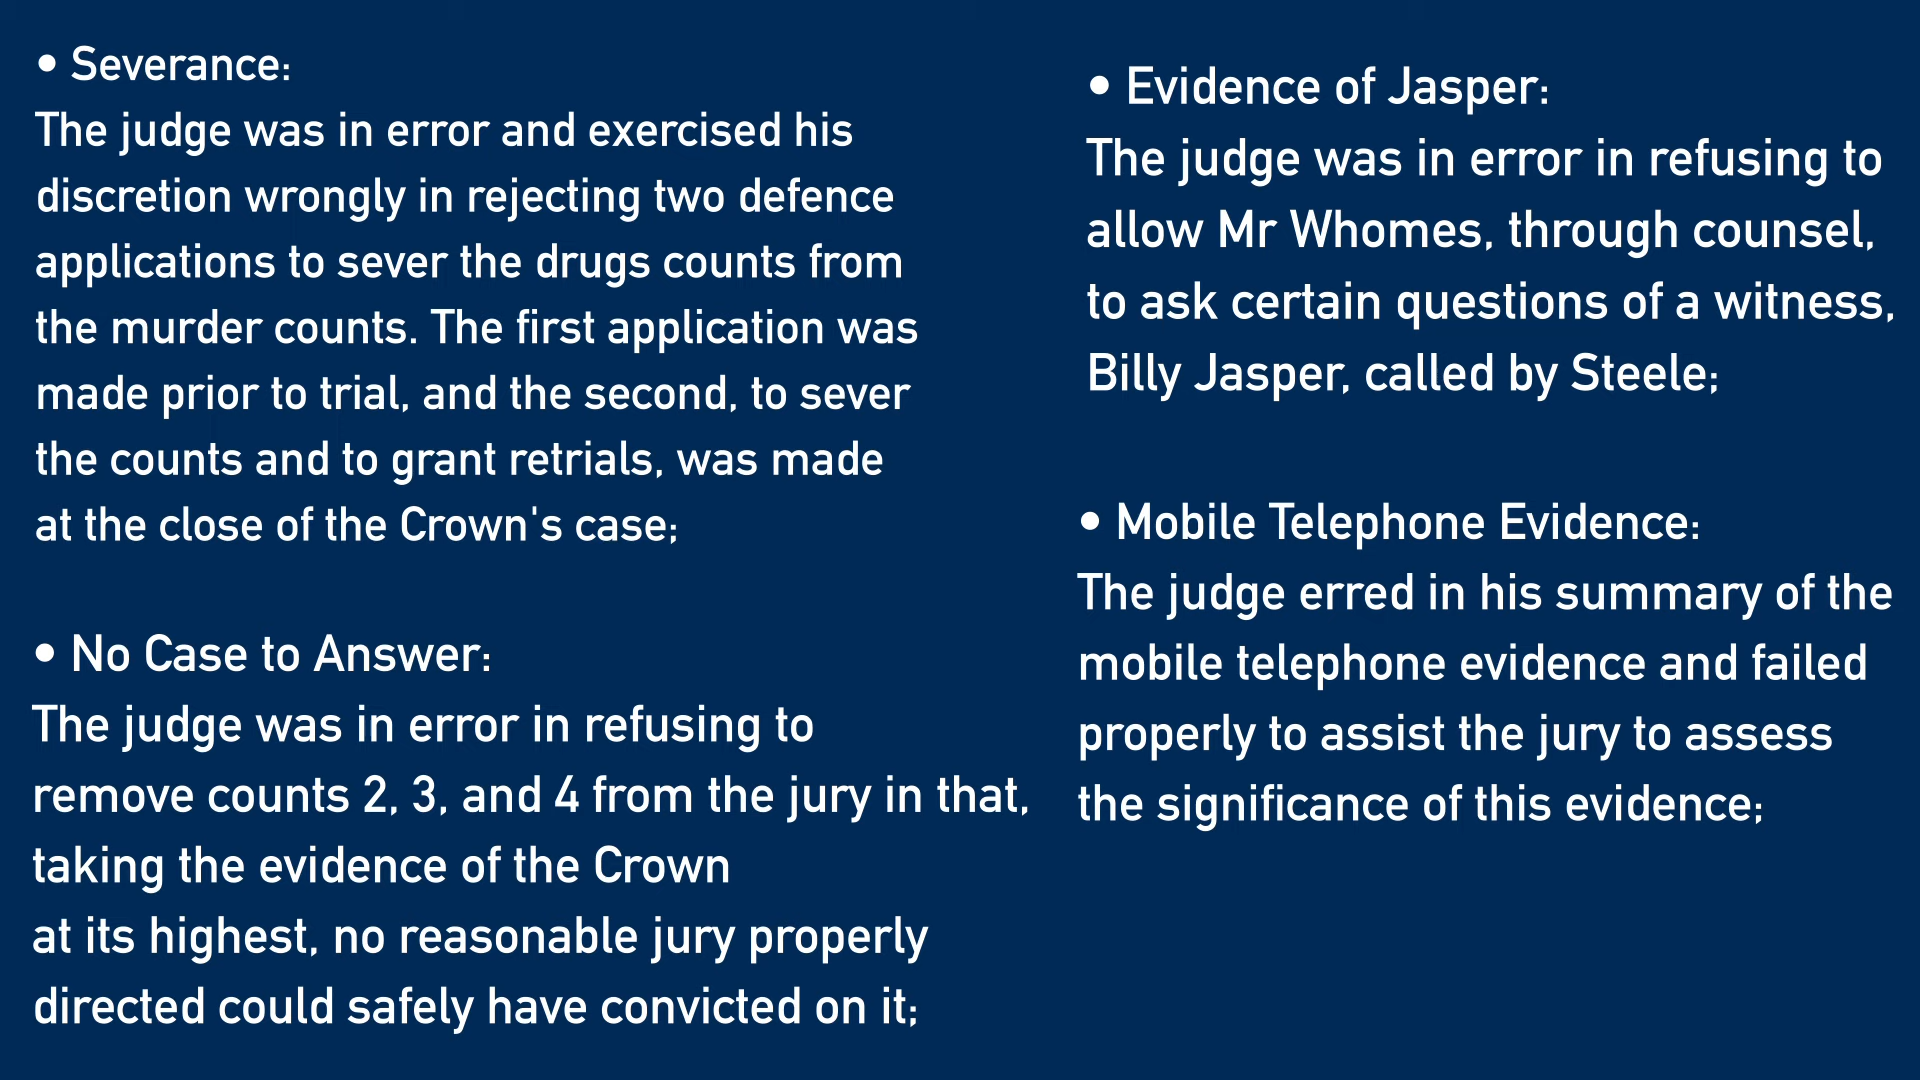 • Severance:
The judge was in error and exercised his
discretion wrongly in rejecting two defence
applications to sever the drugs counts from
the murder counts. The first application was
made prior to trial, and the second, to sever
the counts and to grant retrials, was made
at the close of the Crown's case;
• No Case to Answer:
The judge was in error in refusing to
remove counts 2, 3, and 4 from the jury in that,
taking the evidence of the Crown
at its highest, no reasonable jury properly
directed could safely have convicted on it;
• Evidence of Jasper:
The judge was in error in refusing to
allow Mr Whomes, through counsel,
to ask certain questions of a witness,
Billy Jasper, called by Steele;
• Mobile Telephone Evidence:
The judge erred in his summary of the
mobile telephone evidence and failed
properly to assist the jury to assess
the significance of this evidence;